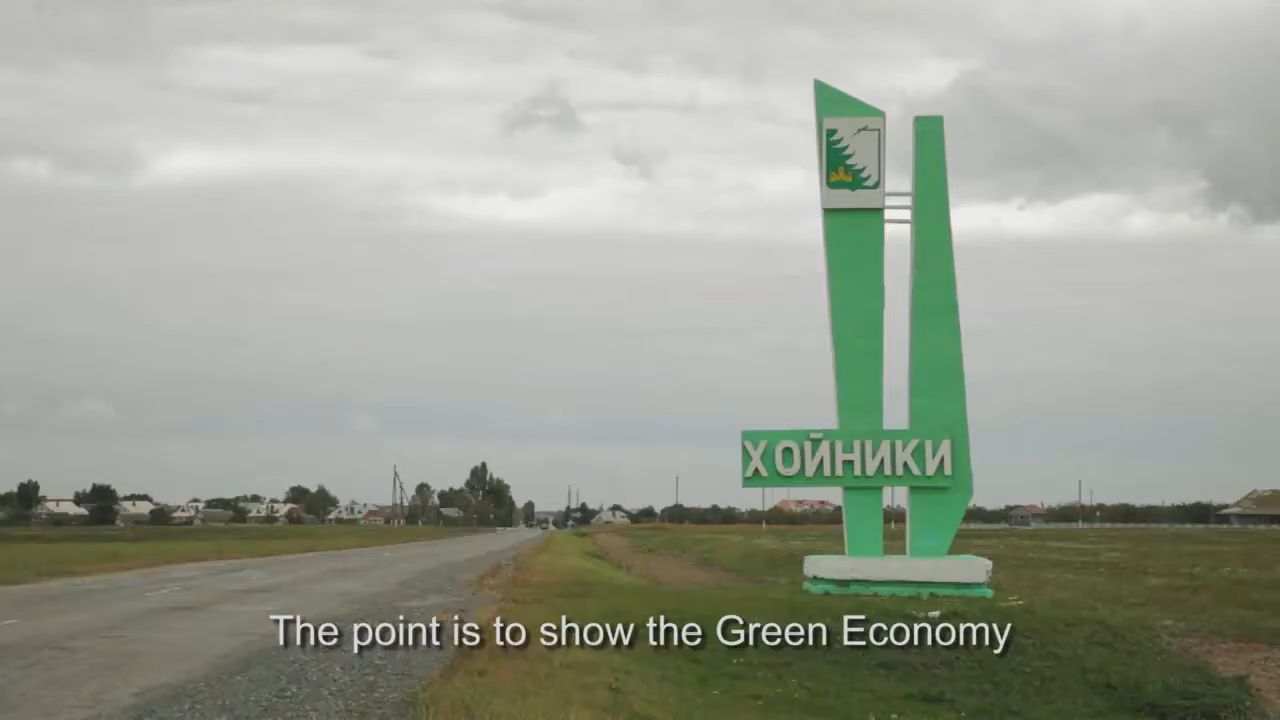 ХОЙНИКИ
The point is to show the Green Economy